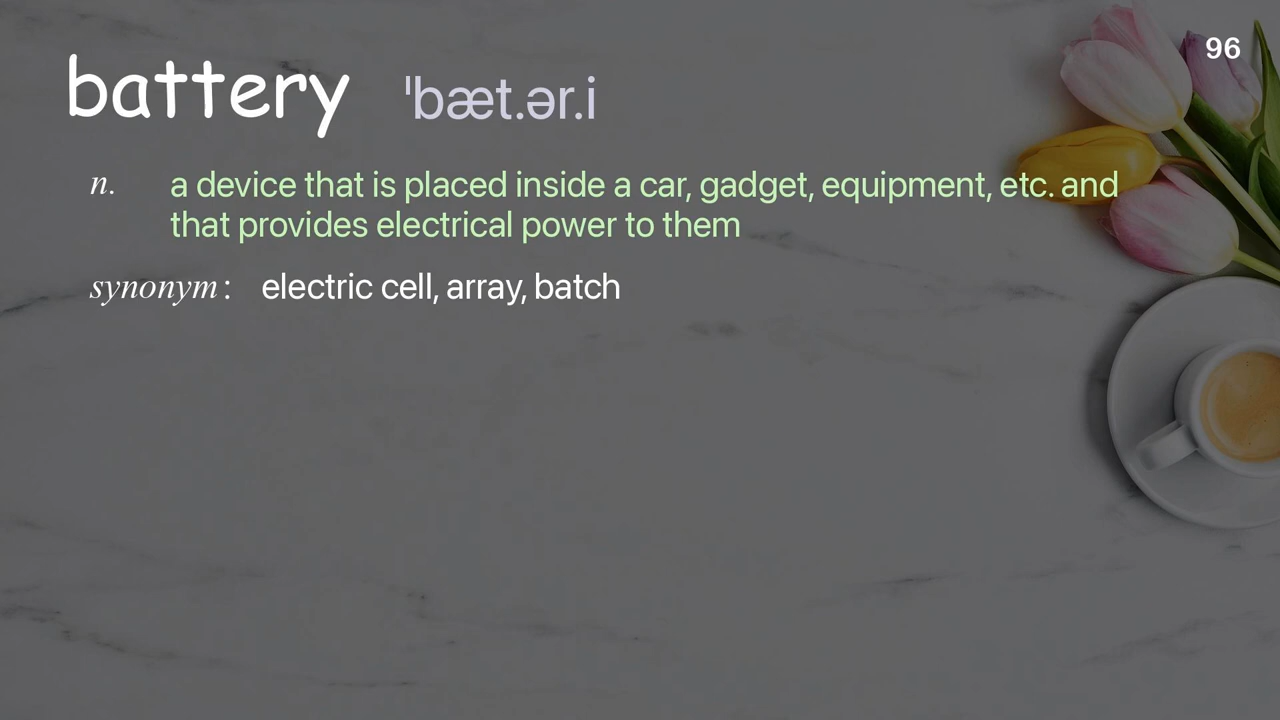 96
battery ˈbæt.ər.i
n. a device that is placed inside a car, gadget, equipment, etc. and
that provides electrical power to them
synonym: electric cell, array, batch